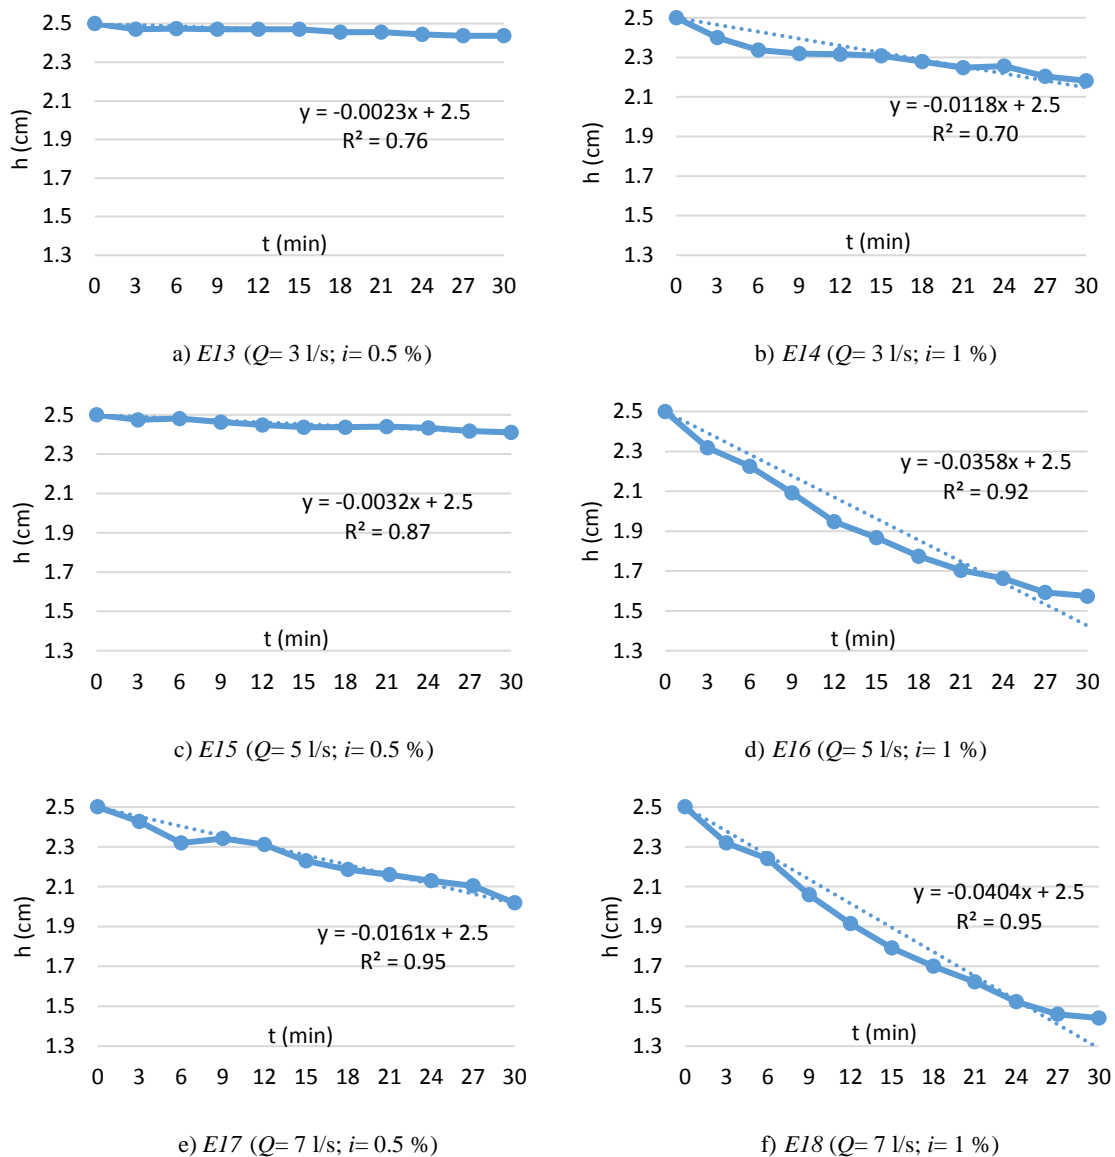 2.5
2.3
2.1
1.9
1.7
1.5
1.3
h (cm)
y = -0.0023x + 2.5
R² = 0.76
t (min)
0 3 6 9 12 15 18 21 24 27 30
a) E13 (Q= 3 l/s; i= 0.5 %)
2.5
2.3
2.1
1.9
1.7
1.5
1.3
h (cm)
y = -0.0118x + 2.5
R² = 0.70
t (min)
0 3 6 9 12 15 18 21 24 27 30
b) E14 (Q= 3 l/s; i= 1 %)
2.5
2.3
2.1
1.9
1.7
1.5
1.3
h (cm)
y = -0.0032x + 2.5
R² = 0.87
t (min)
0 3 6 9 12 15 18 21 24 27 30
c) E15 (Q= 5 l/s; i= 0.5 %)
2.5
2.3
2.1
1.9
1.7
1.5
1.3
h (cm)
y = -0.0358x + 2.5
R² = 0.92
t (min)
0 3 6 9 12 15 18 21 24 27 30
d) E16 (Q= 5 l/s; i= 1 %)
2.5
2.3
2.1
1.9
1.7
1.5
1.3
h (cm)
y = -0.0161x + 2.5
R² = 0.95
t (min)
0 3 6 9 12 15 18 21 24 27 30
e) E17 (Q= 7 l/s; i= 0.5 %)
2.5
2.3
2.1
1.9
1.7
1.5
1.3
h (cm)
y = -0.0404x + 2.5
R² = 0.95
t (min)
0 3 6 9 12 15 18 21 24 27 30
f) E18 (Q= 7 l/s; i= 1 %)